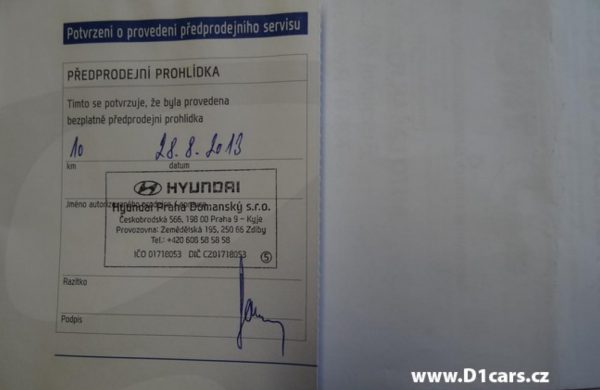 Potvrzení o provedení předprodejního servisu
PŘEDPRODEJNÍ PROHLÍDKA
Tímto se potvrzuje, že byla provedena
bezplatně předprodejní prohlídka
10 28. 8. 2013
km datum
HYUNDAI
Jméno
Hyundai Praha Domanský s.r.o.
Českobrodská 566, 198 00 Praha 9 - Kyje
Provozovna: Zemědělská 195, 250 66 Zdiby
Tel.: +420 608 58 58 58
IČO 01718053 DIČ CZ01718053 5
Razítko
Podpis
www.D1cars.cz